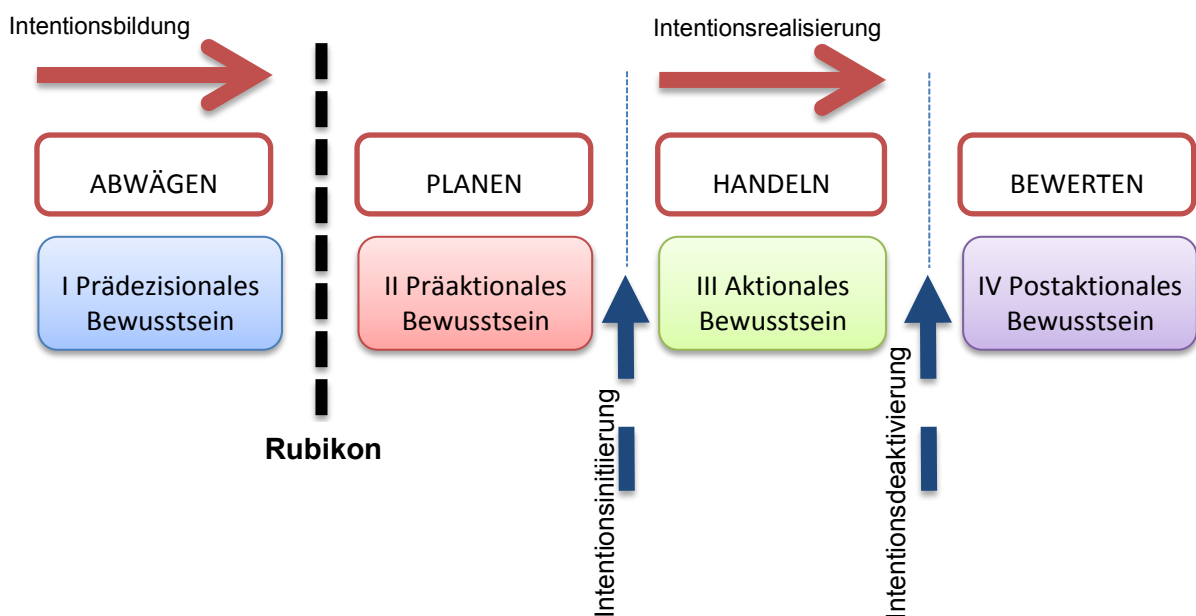 Intentionsbildung
Intentionsrealisierung
ABWÄGEN
PLANEN
HANDELN
BEWERTEN
I Prädezisionales
Bewusstsein
II Präaktionales
Bewusstsein
III Aktionales
Bewusstsein
IV Postaktionales
Bewusstsein
Rubikon
Intentionsinitiierung
Intentionsdeaktivierung